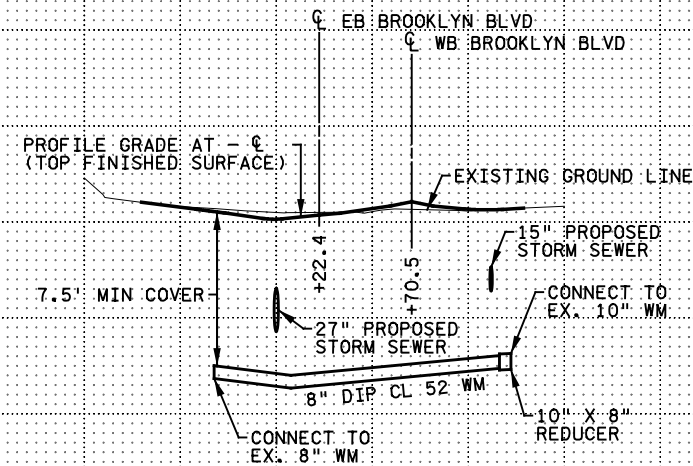 ℄ EB BROOKLYN BLVD
℄ WB BROOKLYN BLVD
PROFILE GRADE AT - ℄
(TOP FINISHED SURFACE)
EXISTING GROUND LINE
+22.4
+70.5
15" PROPOSED
STORM SEWER
7.5' MIN COVER
CONNECT TO
EX. 10" WM
27" PROPOSED
STORM SEWER
8" DIP CL 52 WM
10" X 8"
REDUCER
CONNECT TO
EX. 8" WM